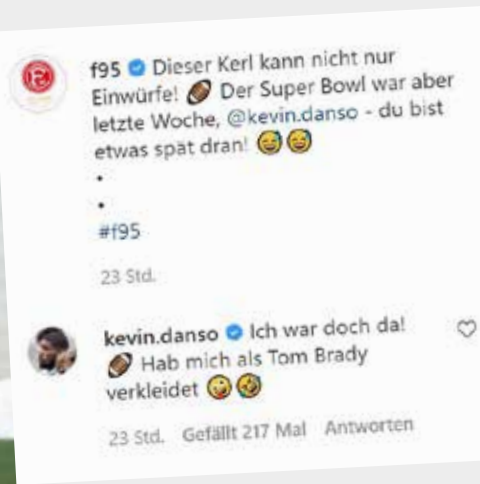 f95 Dieser Kerl kann nicht nur
Einwürfe! 🏈 Der Super Bowl war aber
letzte Woche, @kevin.danso - du bist
etwas spät dran! 😅😅
•
•
#f95
23 Std.
kevin.danso Ich war doch da!
🏈 Hab mich als Tom Brady
verkleidet 🤪🤣
23 Std. Gefällt 217 Mal Antworten